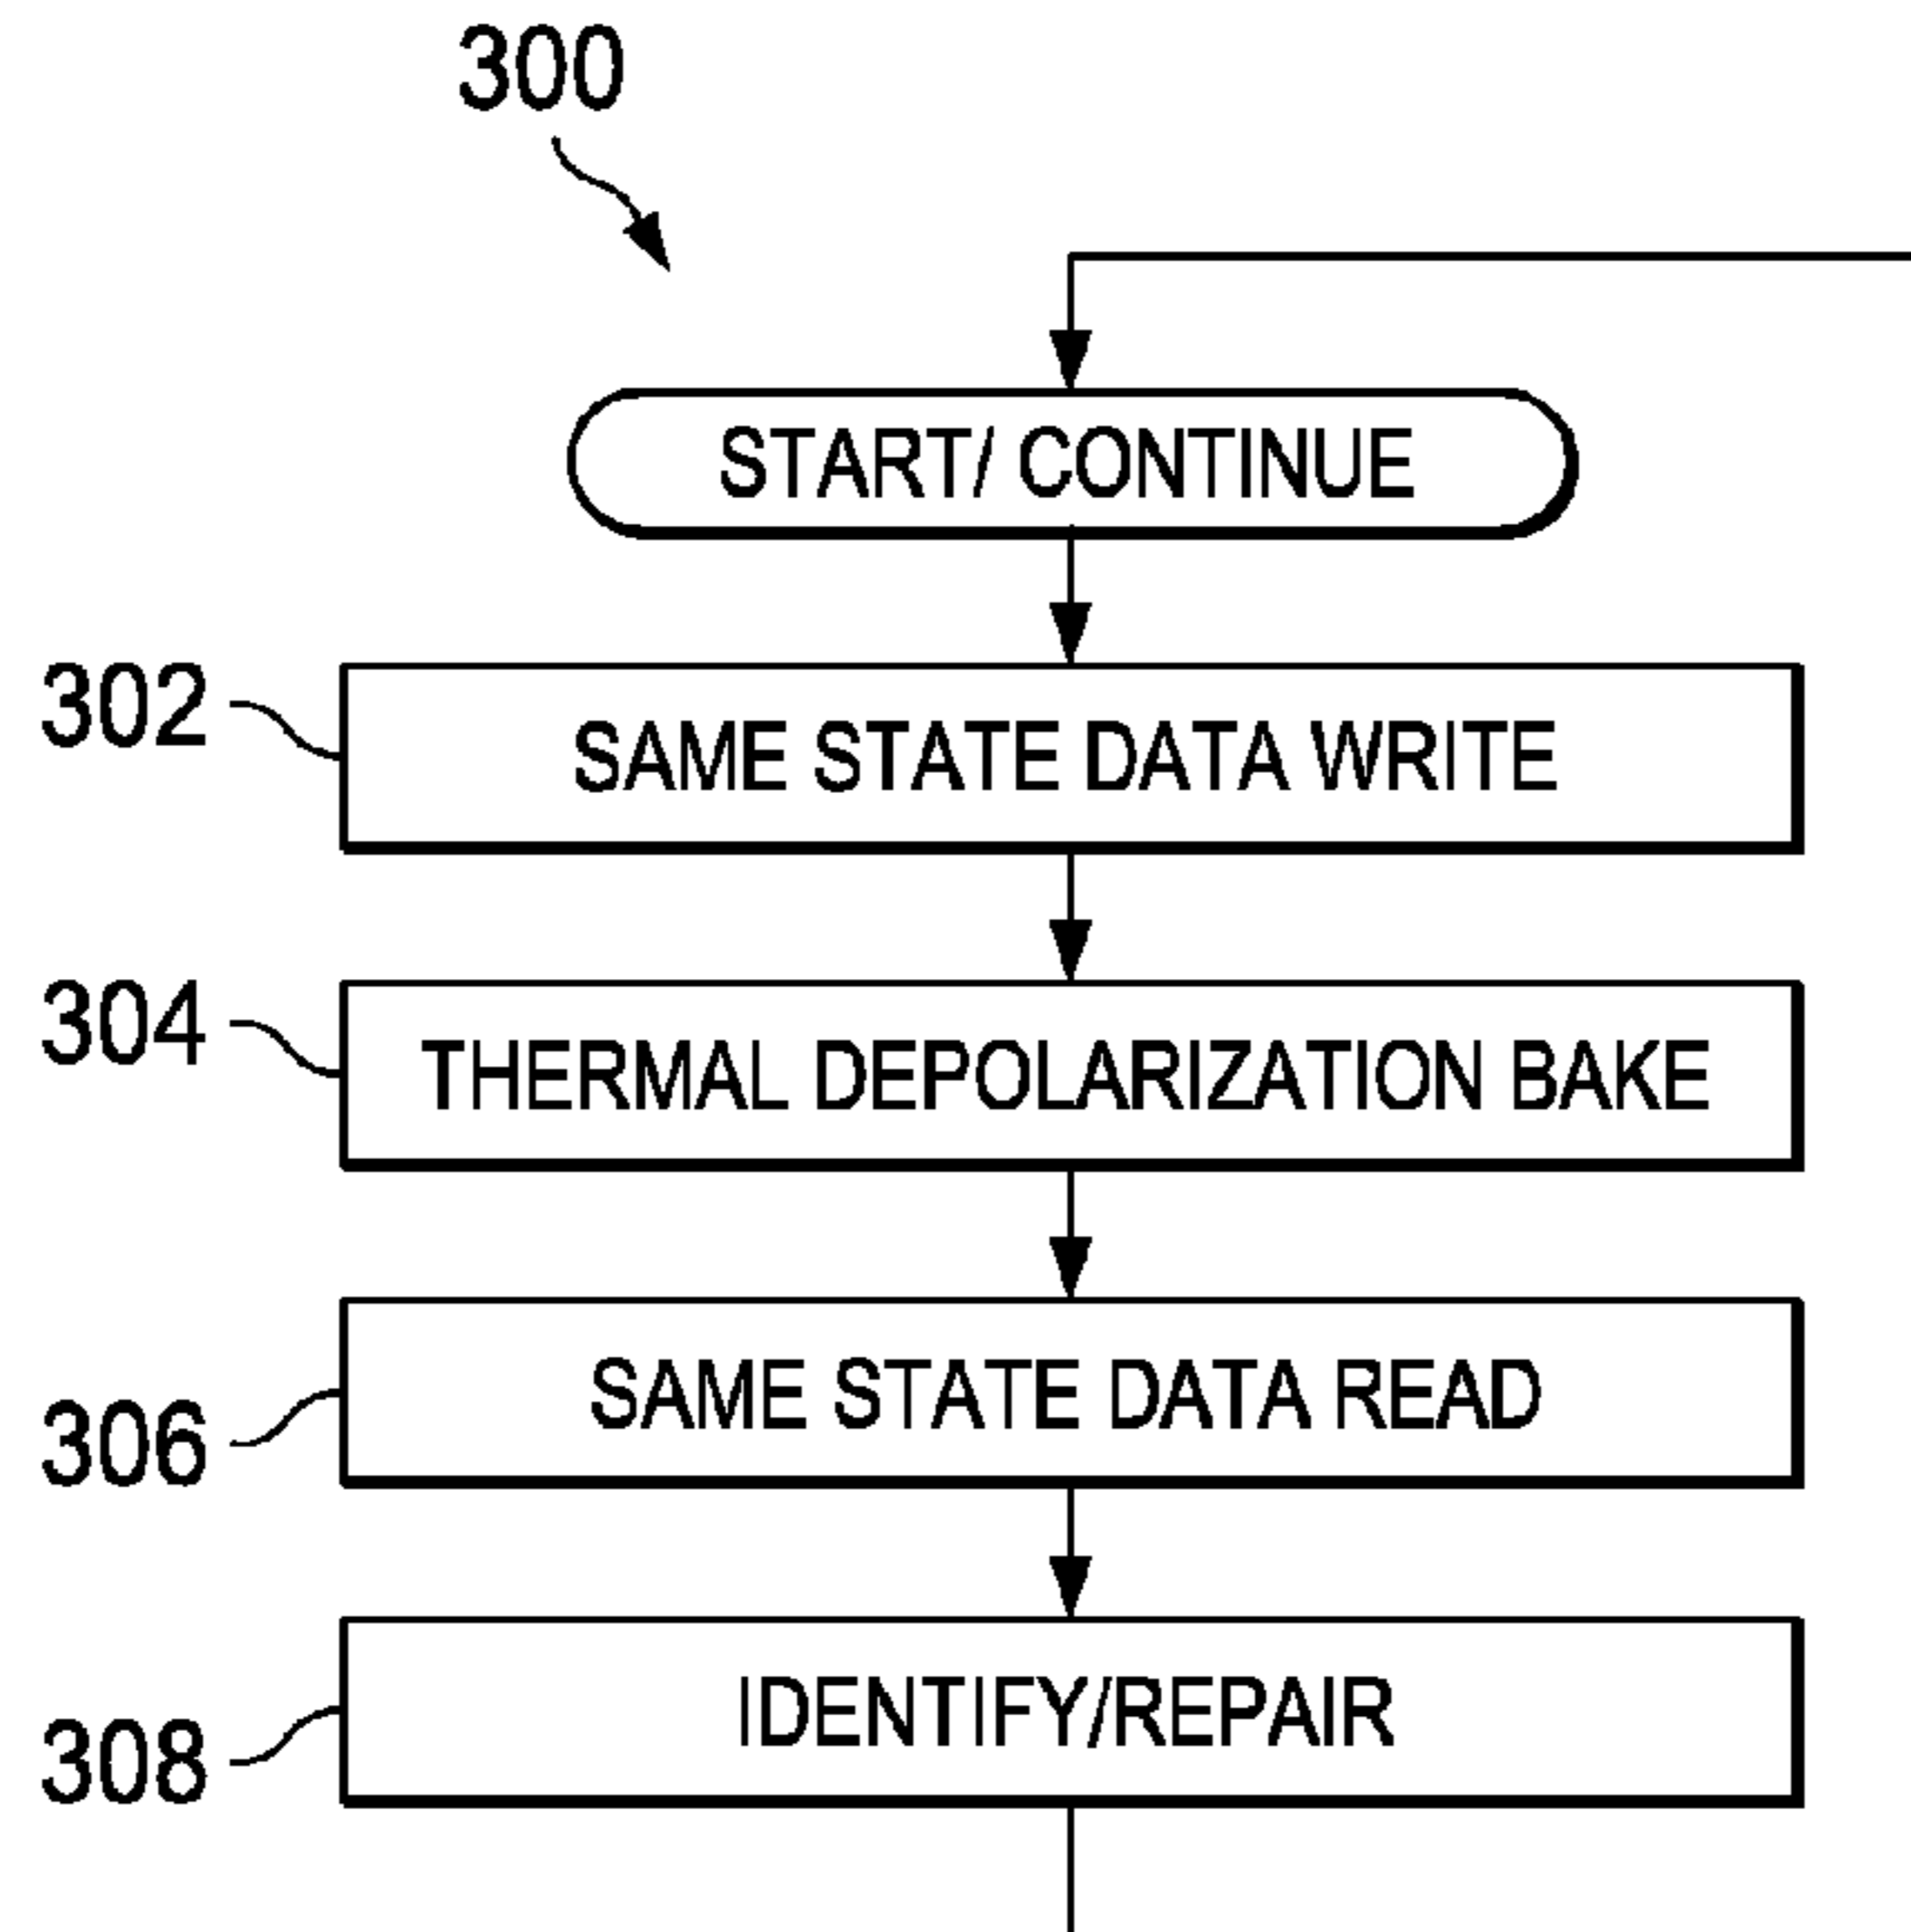 300
START/ CONTINUE
302
SAME STATE DATA WRITE
304
THERMAL DEPOLARIZATION BAKE
306
SAME STATE DATA READ
308
IDENTIFY/REPAIR